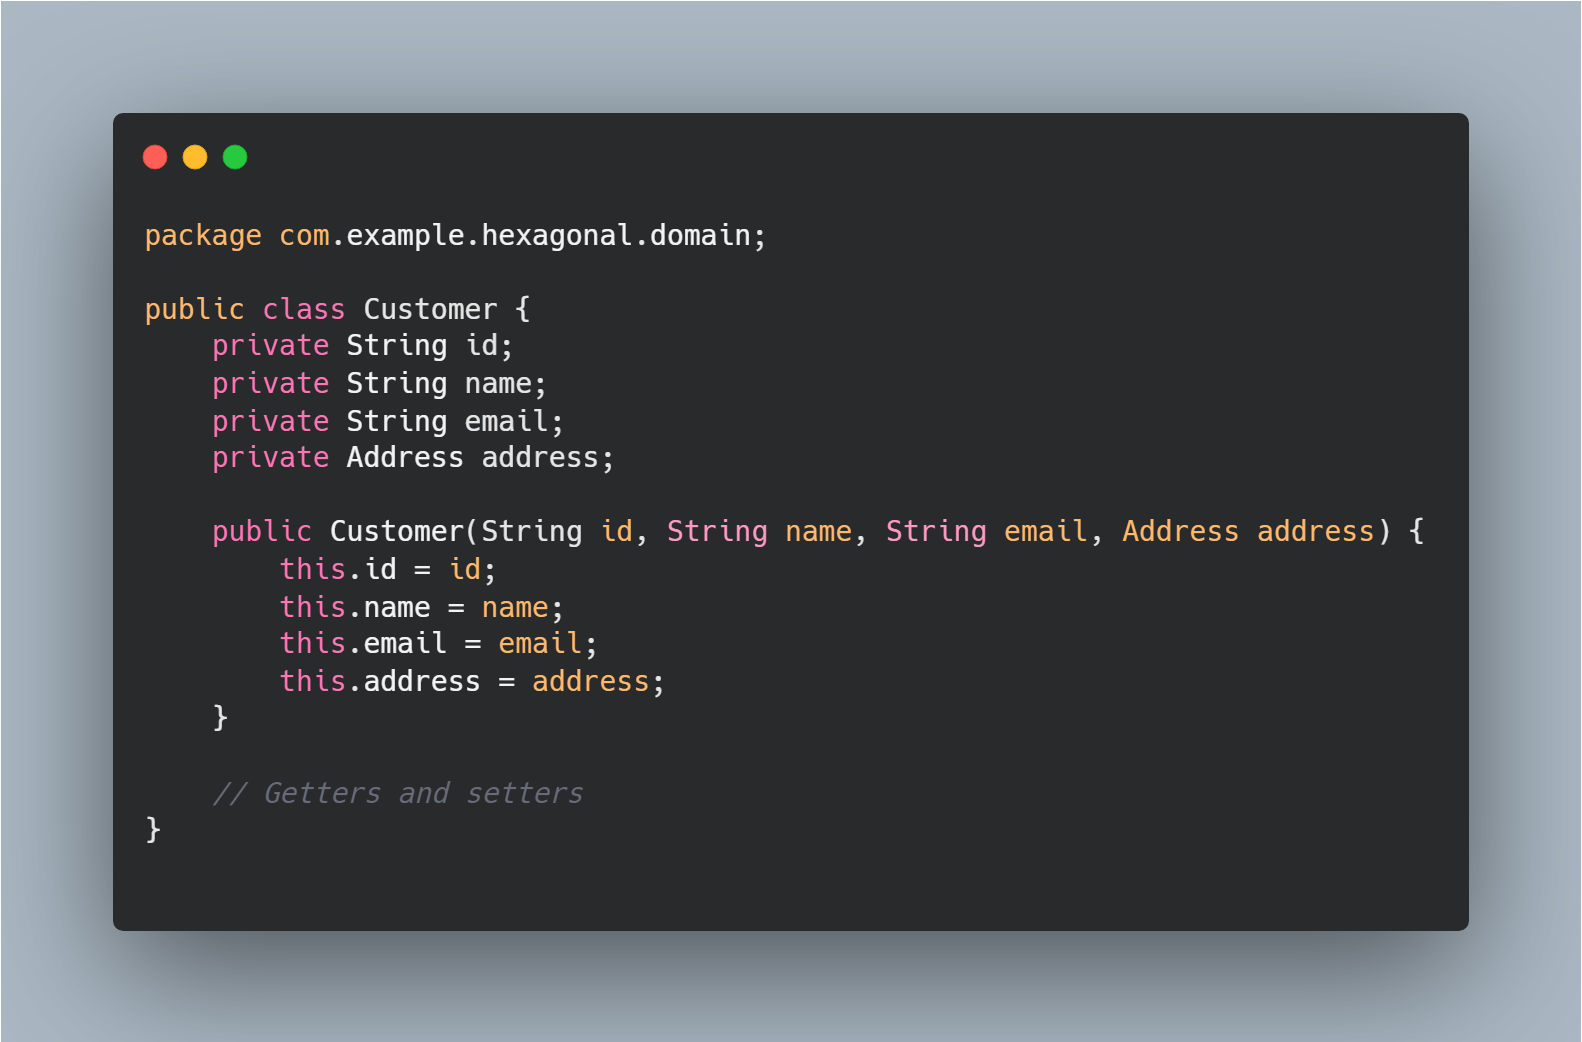 package com.example.hexagonal.domain;
public class Customer {
    private String id;
    private String name;
    private String email;
    private Address address;
    public Customer(String id, String name, String email, Address address) {
        this.id = id;
        this.name = name;
        this.email = email;
        this.address = address;
    }
    // Getters and setters
}